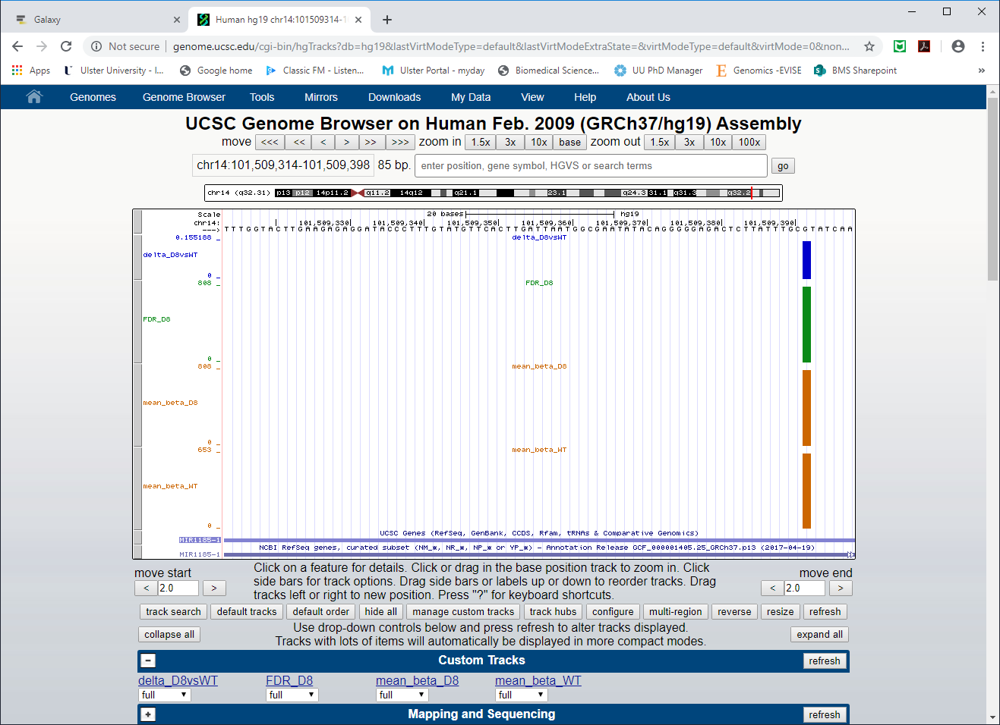 Galaxy
Human hg19 chr14:101509314-1
Not secure genome.ucsc.edu/cgi-bin/hgTracks?db=hg19&lastVirtModeType=default&lastVirtModeExtraState=&virtModeType=default&virtMode=0&non...
Apps Ulster University - I... Google home Classic FM - Listen... Ulster Portal - myday Biomedical Science... UU PhD Manager Genomics -EVISE BMS Sharepoint »
Genomes Genome Browser Tools Mirrors Downloads My Data View Help About Us
UCSC Genome Browser on Human Feb. 2009 (GRCh37/hg19) Assembly
move <<< << < > >> >>> zoom in 1.5x 3x 10x base zoom out 1.5x 3x 10x 100x
chr14:101,509,314-101,509,398 85 bp. enter position, gene symbol, HGVS or search terms go
chr14 (q32.31) p13 p12 14p11.2 q11.2 14q12 q21.1 23.1 q24.3 31.1 q31.3 q32.2
Scale 20 bases hg19
chr14: 101,509,330 101,509,340 101,509,350 101,509,360 101,509,370 101,509,380 101,509,390
---> TTTGGTACTTGAAGAGAGGATACCCTTTGTATGTTCACTTGATTAATGGCGAATATACAGGGGGAGACTCTTATTTGCGTATCAA
0.155188 delta_D8vsWT
delta_D8vsWT
0
808 FDR_D8
FDR_D8
0
808 mean_beta_D8
mean_beta_D8
0
653 mean_beta_WT
mean_beta_WT
0
UCSC Genes (RefSeq, GenBank, CCDS, Rfam, tRNAs & Comparative Genomics)
MIR1185-1
NCBI RefSeq genes, curated subset (NM_*, NR_*, NP_* or YP_*) - Annotation Release GCF_000001405.25_GRCh37.p13 (2017-04-19)
MIR1185-1
move start Click on a feature for details. Click or drag in the base position track to zoom in. Click move end
< 2.0 > side bars for track options. Drag side bars or labels up or down to reorder tracks. Drag < 2.0 >
tracks left or right to new position. Press "?" for keyboard shortcuts.
track search default tracks default order hide all manage custom tracks track hubs configure multi-region reverse resize refresh
collapse all Use drop-down controls below and press refresh to alter tracks displayed. expand all
Tracks with lots of items will automatically be displayed in more compact modes.
- Custom Tracks refresh
delta_D8vsWT FDR_D8 mean_beta_D8 mean_beta_WT
full full full full
+ Mapping and Sequencing refresh